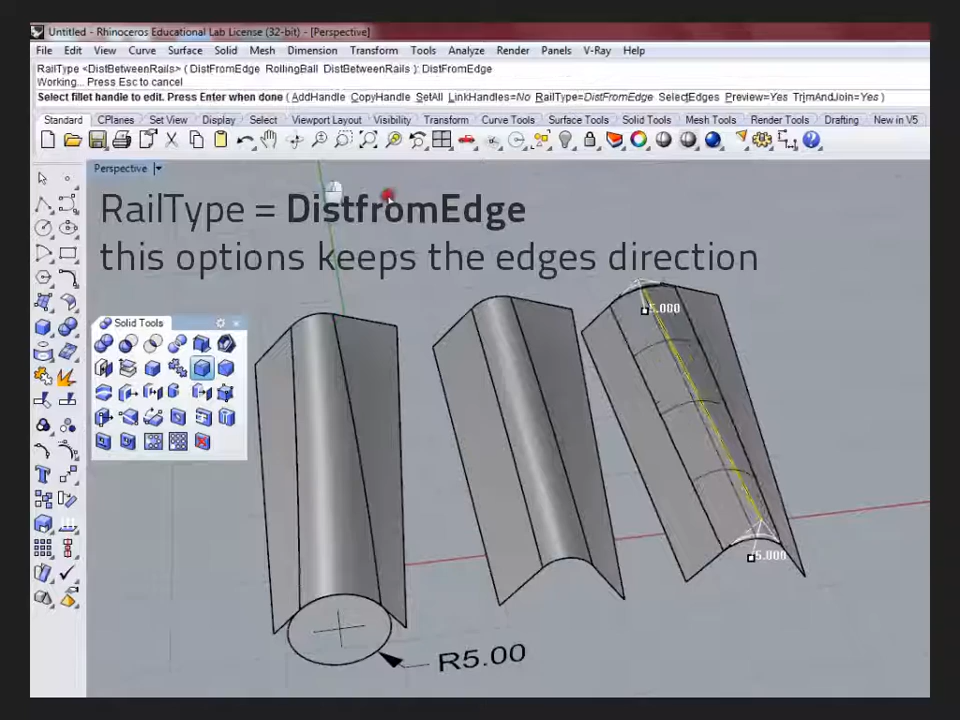 Untitled - Rhinoceros Educational Lab License (32-bit) - [Perspective]
File Edit View Curve Surface Solid Mesh Dimension Transform Tools Analyze Render Panels V-Ray Help
RailType <DistBetweenRails> ( DistFromEdge RollingBall DistBetweenRails ): DistFromEdge
Working... Press Esc to cancel
Select fillet handle to edit. Press Enter when done ( AddHandle CopyHandle SetAll LinkHandles=No RailType=DistFromEdge SelectEdges Preview=Yes TrimAndJoin=Yes )
Standard CPlanes Set View Display Select Viewport Layout Visibility Transform Curve Tools Surface Tools Solid Tools Mesh Tools Render Tools Drafting New in V5
Perspective
RailType = DistfromEdge
this options keeps the edges direction
5.000
Solid Tools
5.000
R5.00